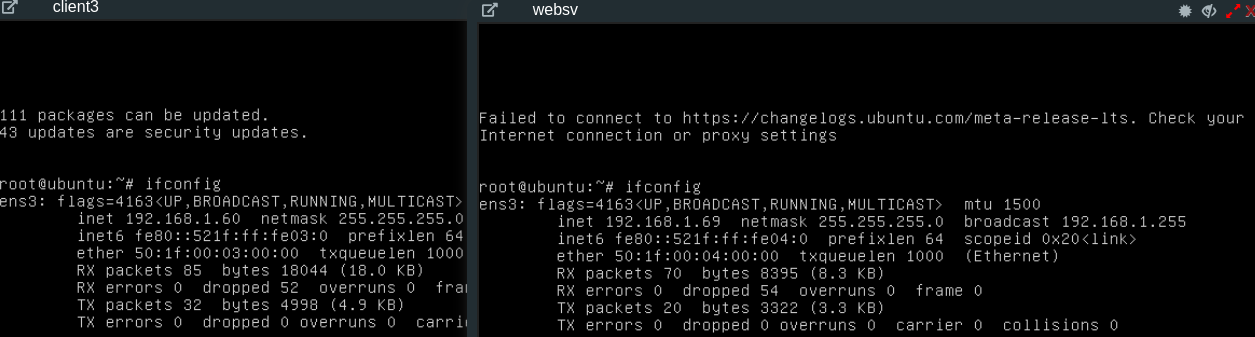 client3
111 packages can be updated.
43 updates are security updates.
root@ubuntu:~# ifconfig
ens3: flags=4163<UP,BROADCAST,RUNNING,MULTICAST>
inet 192.168.1.60 netmask 255.255.255.0
inet6 fe80::521f:ff:fe03:0 prefixlen 64
ether 50:1f:00:03:00:00 txqueuelen 1000
RX packets 85 bytes 18044 (18.0 KB)
RX errors 0 dropped 52 overruns 0 fra
TX packets 32 bytes 4998 (4.9 KB)
TX errors 0 dropped 0 overruns 0 carri
websv
Failed to connect to https://changelogs.ubuntu.com/meta-release-lts. Check your
Internet connection or proxy settings
root@ubuntu:~# ifconfig
ens3: flags=4163<UP,BROADCAST,RUNNING,MULTICAST> mtu 1500
inet 192.168.1.69 netmask 255.255.255.0 broadcast 192.168.1.255
inet6 fe80::521f:ff:fe04:0 prefixlen 64 scopeid 0x20<link>
ether 50:1f:00:04:00:00 txqueuelen 1000 (Ethernet)
RX packets 70 bytes 8395 (8.3 KB)
RX errors 0 dropped 54 overruns 0 frame 0
TX packets 20 bytes 3322 (3.3 KB)
TX errors 0 dropped 0 overruns 0 carrier 0 collisions 0